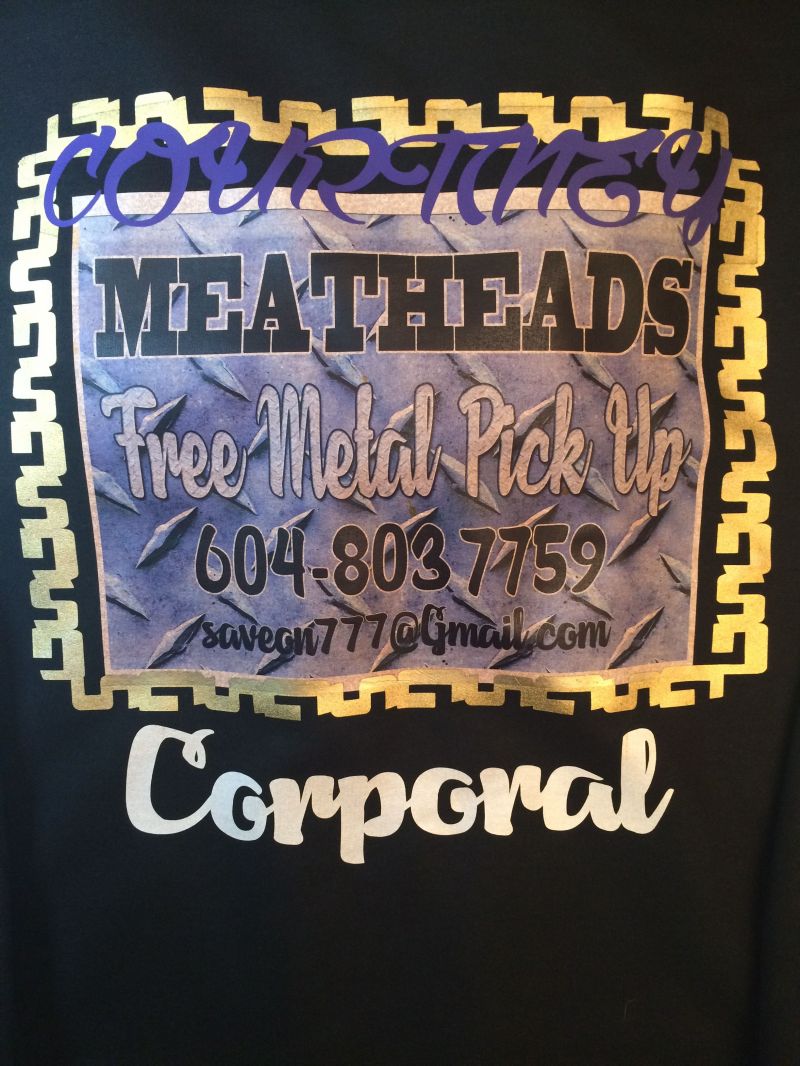 COURTNEY
MEATHEADS
Free Metal Pick Up
604-803 7759
saveon777@Gmail.com
Corporal